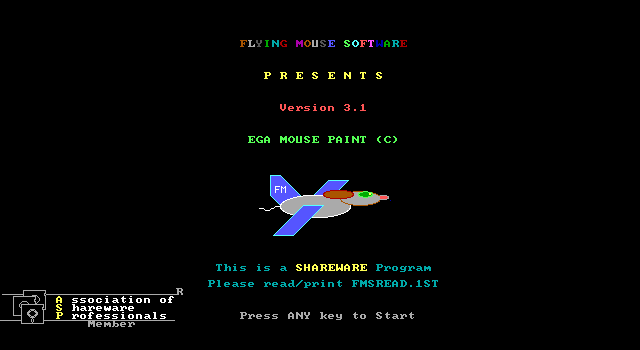 FLYING MOUSE SOFTWARE
P R E S E N T S
Version 3.1
EGA MOUSE PAINT (C)
FM
This is a SHAREWARE Program
Please read/print FMSREAD.1ST
R
A ssociation of
S hareware
P rofessionals
Member
Press ANY key to Start